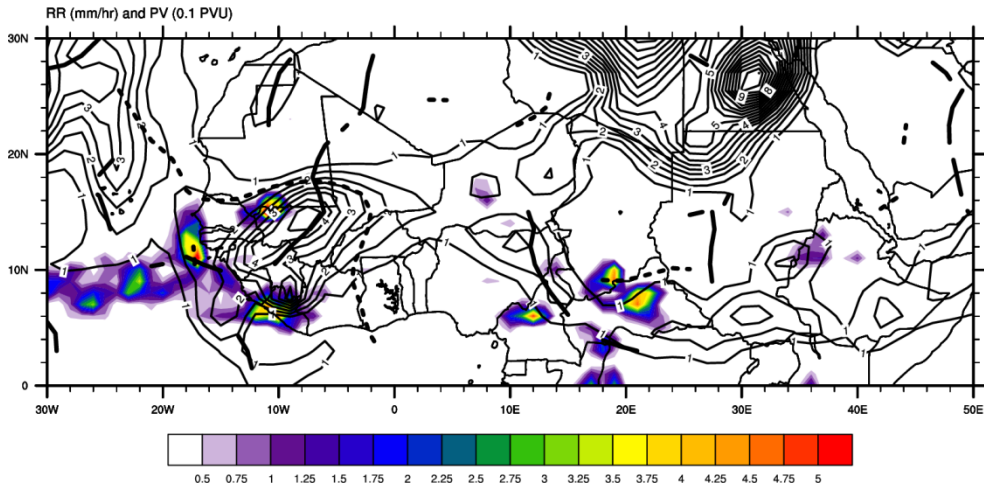 RR (mm/hr) and PV (0.1 PVU)
30N
20N
10N
0
30W 20W 10W 0 10E 20E 30E 40E 50E
0.5 0.75 1 1.25 1.5 1.75 2 2.25 2.5 2.75 3 3.25 3.5 3.75 4 4.25 4.5 4.75 5